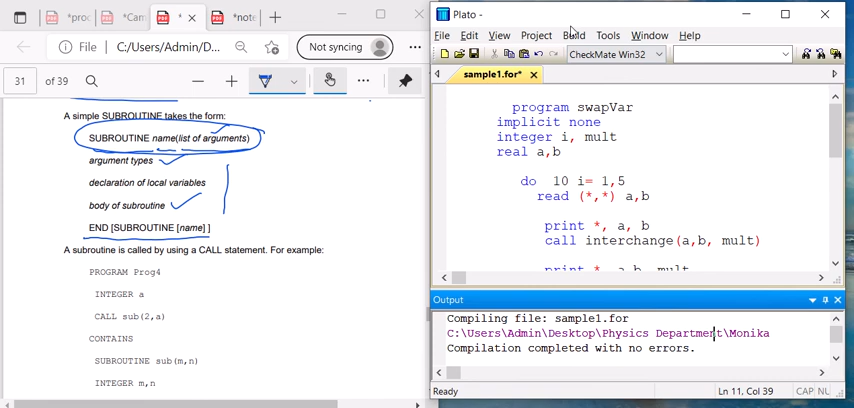 *proc
*Cam
*
*note
File
C:/Users/Admin/D...
Not syncing
31 of 39
A simple SUBROUTINE takes the form:
SUBROUTINE name(list of arguments)
argument types
declaration of local variables
body of subroutine
END [SUBROUTINE [name] ]
A subroutine is called by using a CALL statement. For example:
PROGRAM Prog4
INTEGER a
CALL sub(2,a)
CONTAINS
SUBROUTINE sub(m,n)
INTEGER m,n
Plato -
File Edit View Project Build Tools Window Help
CheckMate Win32
sample1.for*
program swapVar
implicit none
integer i, mult
real a,b
do 10 i= 1,5
read (*,*) a,b
print *, a, b
call interchange(a,b, mult)
print *, a,b, mult
Output
Compiling file: sample1.for
C:\Users\Admin\Desktop\Physics Department\Monika
Compilation completed with no errors.
Ready
Ln 11, Col 39
CAP